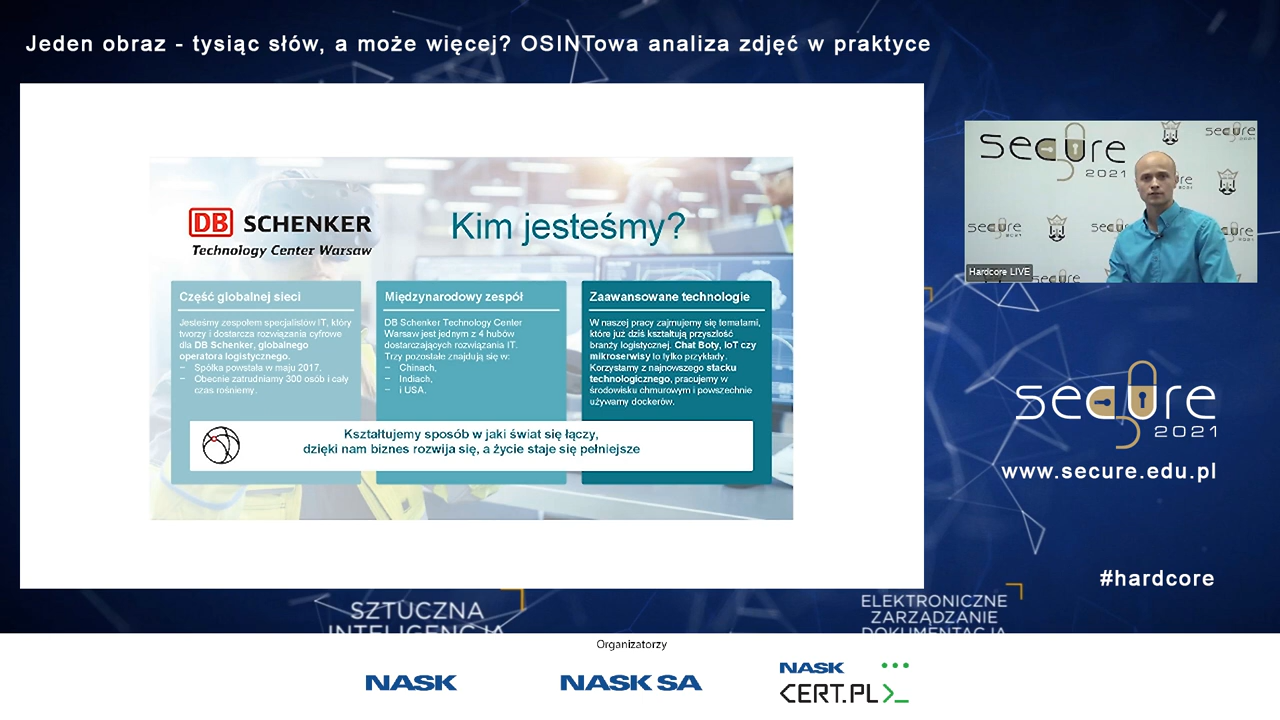 Jeden obraz - tysiąc słów, a może więcej? OSINTowa analiza zdjęć w praktyce
DB SCHENKER
Technology Center Warsaw
Kim jesteśmy?
Część globalnej sieci
Jesteśmy zespołem specjalistów IT, który
tworzy i dostarcza rozwiązania cyfrowe
dla DB Schenker, globalnego
operatora logistycznego.
– Spółka powstała w maju 2017.
– Obecnie zatrudniamy 300 osób i cały
czas rośniemy.
Międzynarodowy zespół
DB Schenker Technology Center
Warsaw jest jednym z 4 hubów
dostarczających rozwiązania IT.
Trzy pozostałe znajdują się w:
– Chinach,
– Indiach,
– i USA.
Zaawansowane technologie
W naszej pracy zajmujemy się tematami,
które już dziś kształtują przyszłość
branży logistycznej. Chat Boty, IoT czy
mikroserwisy to tylko przykłady.
Korzystamy z najnowszego stacku
technologicznego, pracujemy w
środowisku chmurowym i powszechnie
używamy dockerów.
Kształtujemy sposób w jaki świat się łączy,
dzięki nam biznes rozwija się, a życie staje się pełniejsze
secure
2021
secure
2021
Hardcore LIVE
secure
2021
www.secure.edu.pl
#hardcore
SZTUCZNA
INTELIGENCJA
ELEKTRONICZNE
ZARZĄDZANIE
DOKUMENTACJĄ
Organizatorzy
NASK
NASK SA
NASK
CERT.PL>_